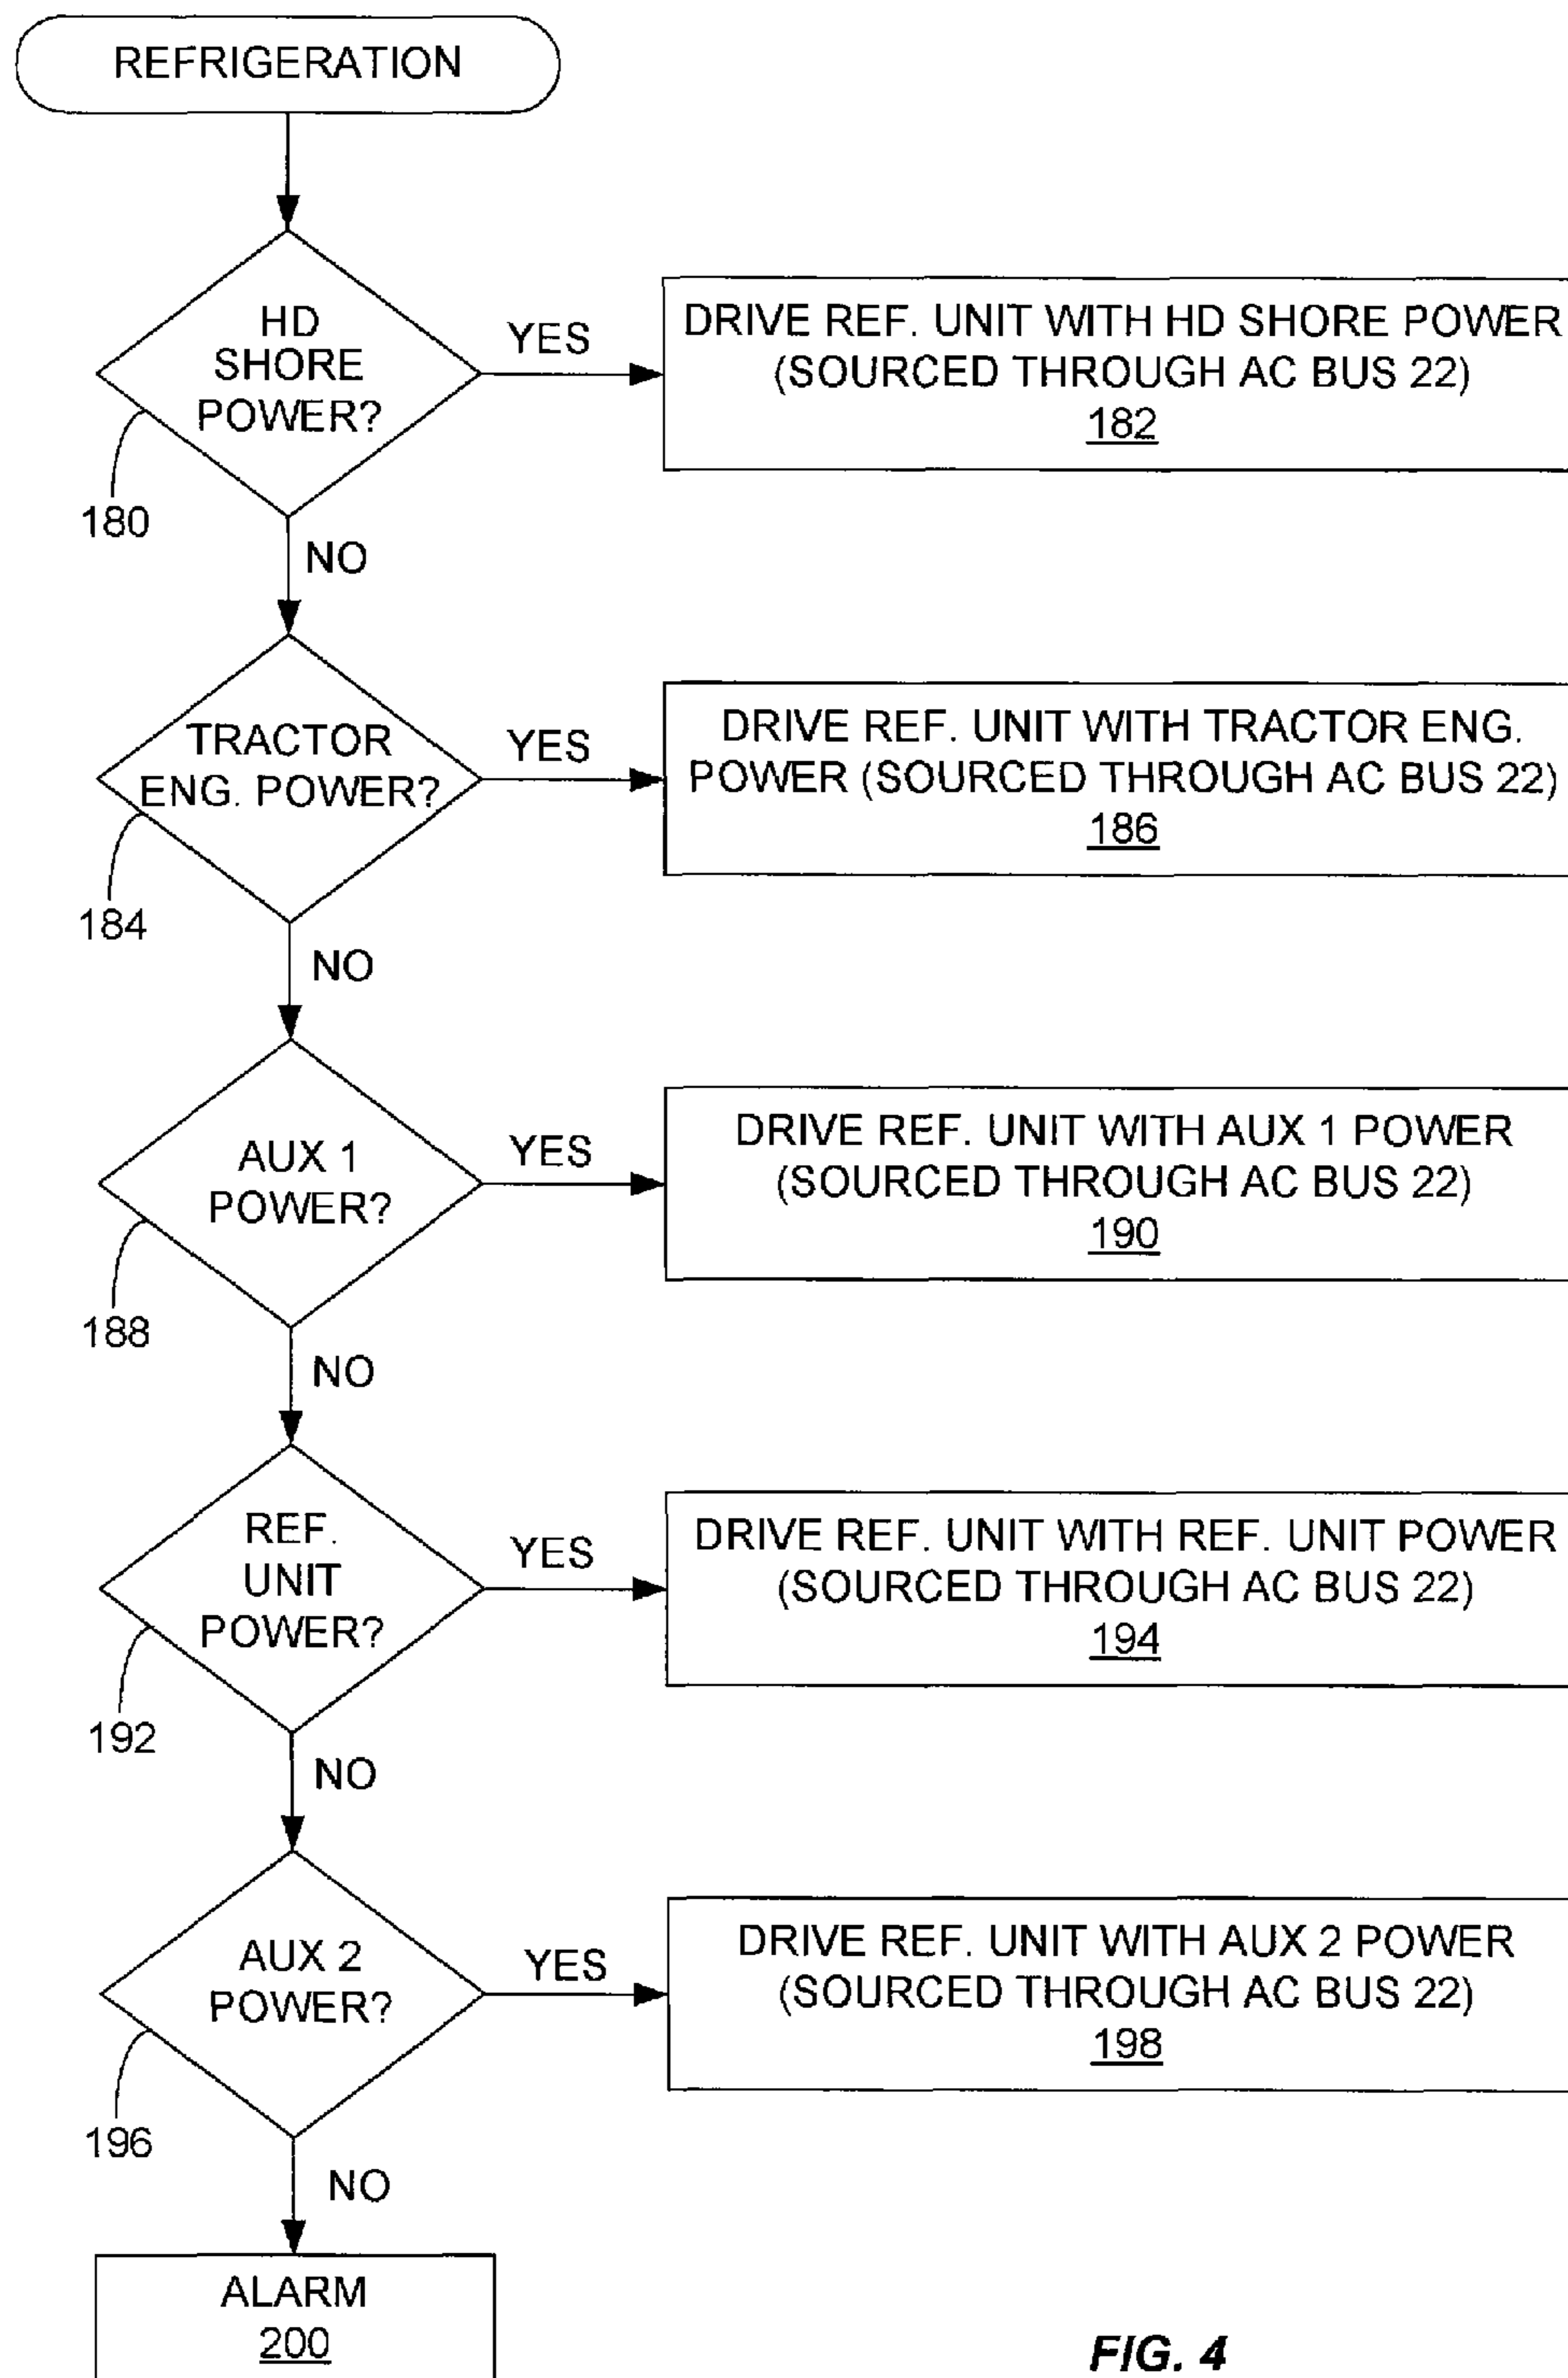 REFRIGERATION
HD
SHORE
POWER?
180
YES
DRIVE REF. UNIT WITH HD SHORE POWER
(SOURCED THROUGH AC BUS 22)
182
NO
TRACTOR
ENG. POWER?
184
YES
DRIVE REF. UNIT WITH TRACTOR ENG.
POWER (SOURCED THROUGH AC BUS 22)
186
NO
AUX 1
POWER?
188
YES
DRIVE REF. UNIT WITH AUX 1 POWER
(SOURCED THROUGH AC BUS 22)
190
NO
REF.
UNIT
POWER?
192
YES
DRIVE REF. UNIT WITH REF. UNIT POWER
(SOURCED THROUGH AC BUS 22)
194
NO
AUX 2
POWER?
196
YES
DRIVE REF. UNIT WITH AUX 2 POWER
(SOURCED THROUGH AC BUS 22)
198
NO
ALARM
200
FIG. 4